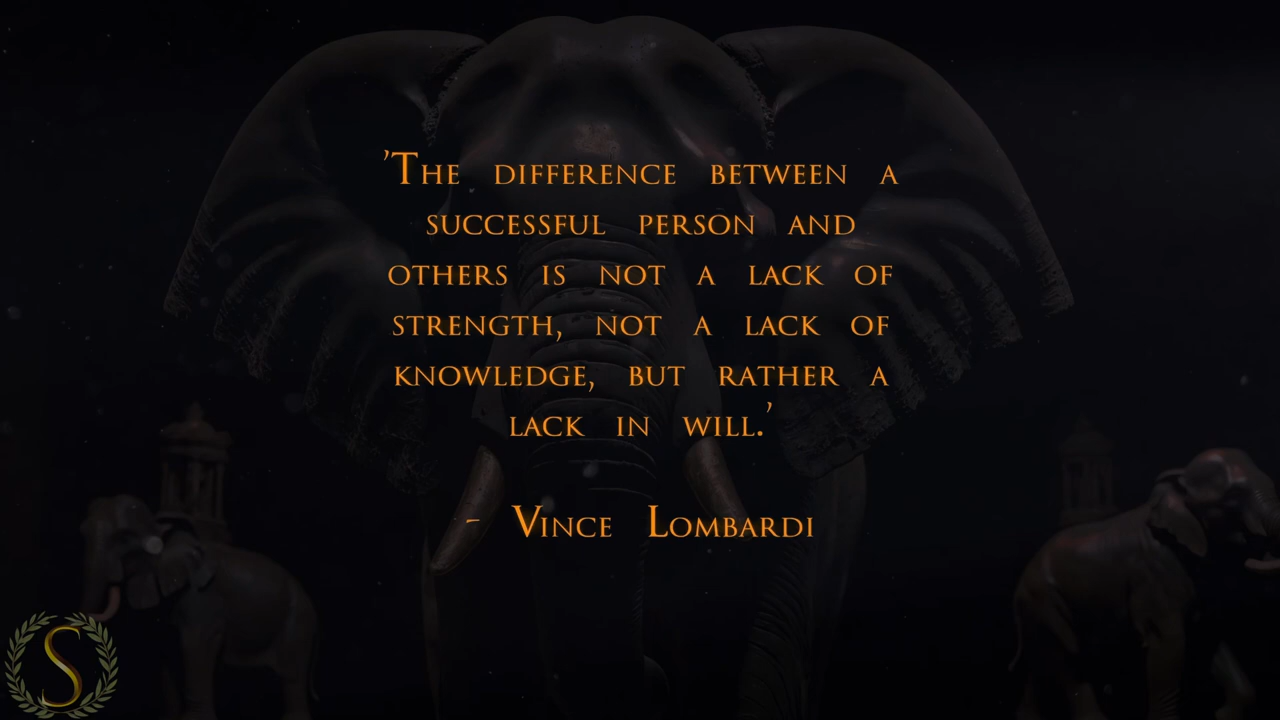 'The difference between a
successful person and
others is not a lack of
strength, not a lack of
knowledge, but rather a
lack in will.'
- Vince Lombardi
S